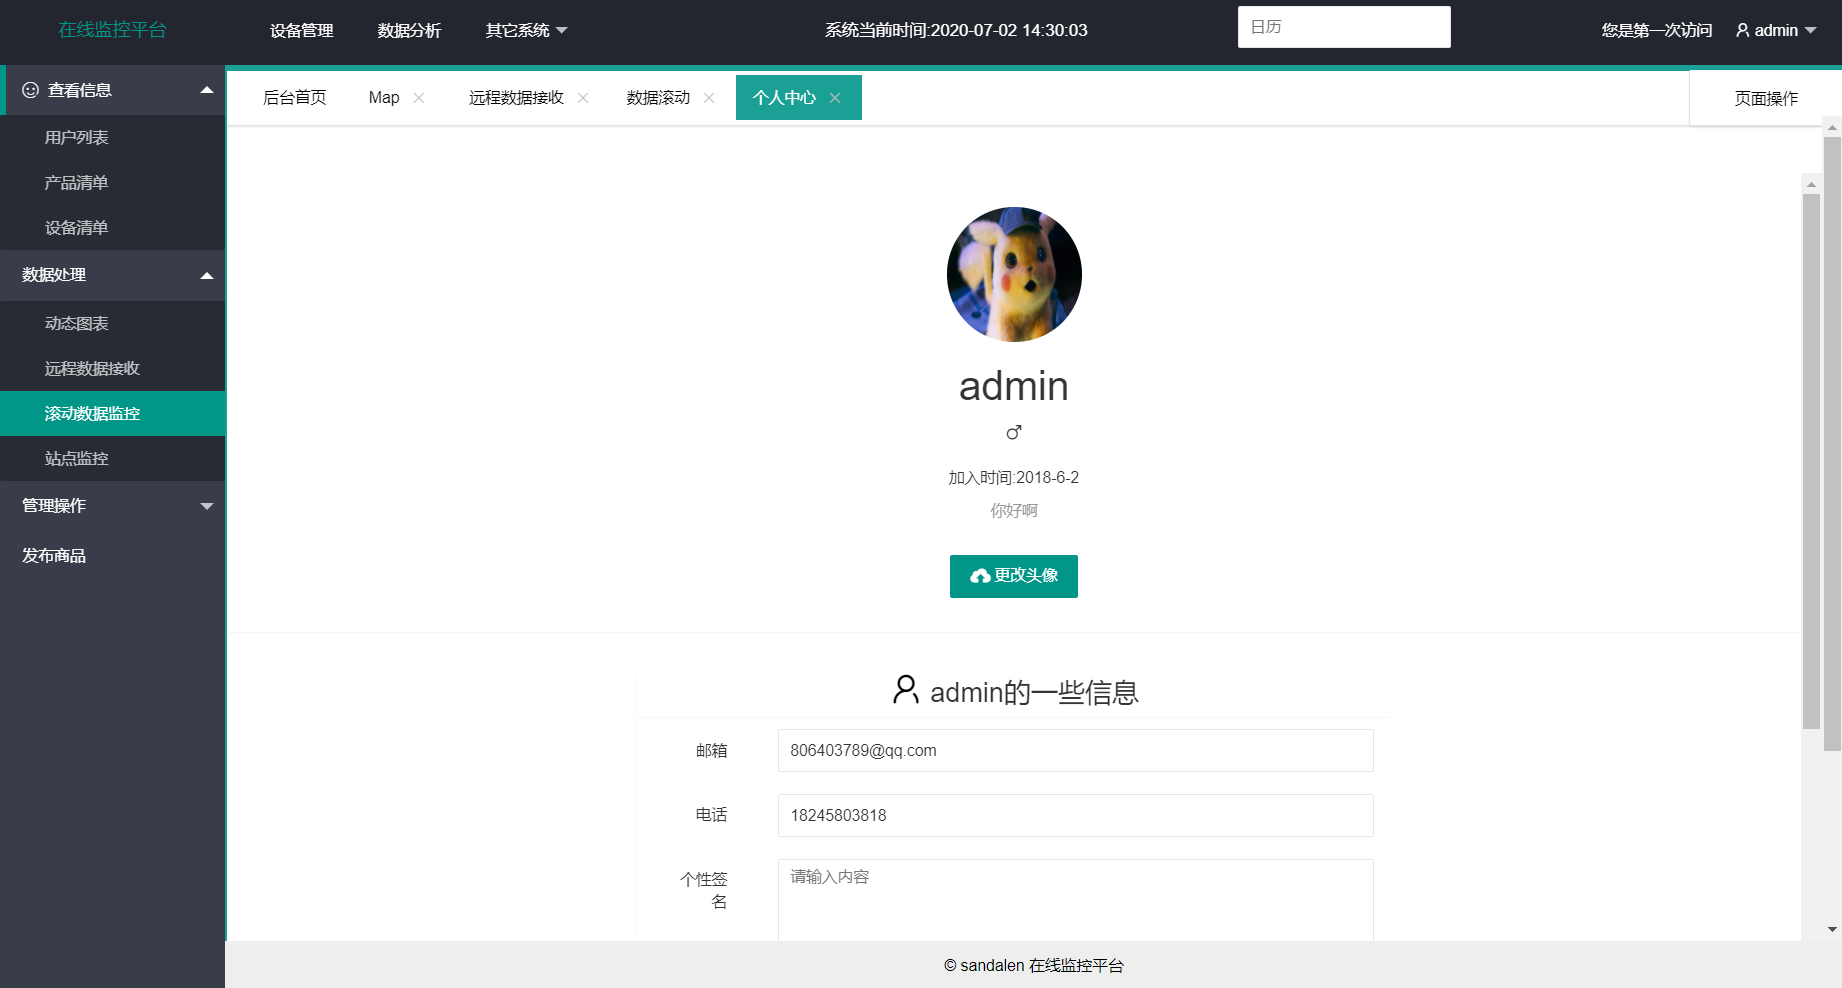 在线监控平台
设备管理
数据分析
其它系统
系统当前时间:2020-07-02 14:30:03
日历
您是第一次访问
admin
查看信息
用户列表
产品清单
设备清单
数据处理
动态图表
远程数据接收
滚动数据监控
站点监控
管理操作
发布商品
后台首页
Map
远程数据接收
数据滚动
个人中心
页面操作
admin
♂
加入时间:2018-6-2
你好啊
更改头像
admin的一些信息
邮箱
806403789@qq.com
电话
18245803818
个性签
名
请输入内容
© sandalen 在线监控平台